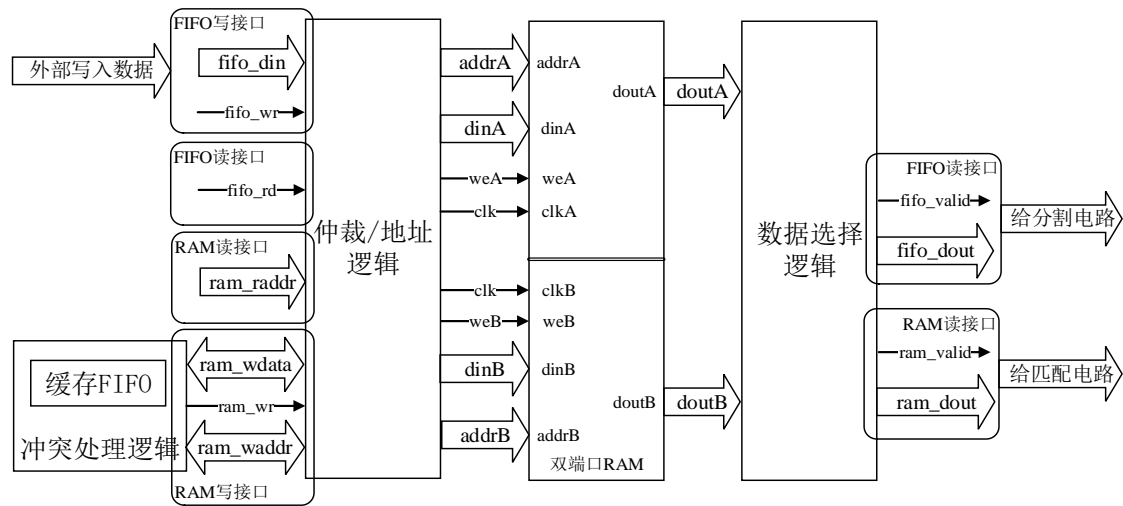 外部写入数据
FIFO写接口
fifo_din
fifo_wr
FIFO读接口
fifo_rd
RAM读接口
ram_raddr
缓存FIFO
冲突处理逻辑
ram_wdata
ram_wr
ram_waddr
RAM写接口
仲裁/地址
逻辑
addrA
dinA
weA
clk
clk
weB
dinB
addrB
addrA
doutA
dinA
weA
clkA
clkB
weB
dinB
doutB
addrB
双端口RAM
doutA
doutB
数据选择
逻辑
FIFO读接口
fifo_valid
fifo_dout
RAM读接口
ram_valid
ram_dout
给分割电路
给匹配电路